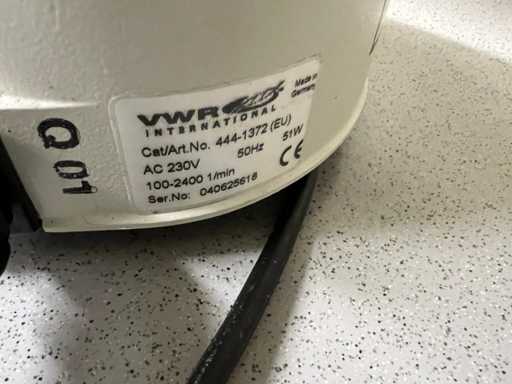 VWR
INTERNATIONAL
Made in
Germany
Cat/Art.No. 444-1372 (EU)
AC 230V 50Hz 51W
100-2400 1/min
Ser.No: 040625618
CE
Q 01